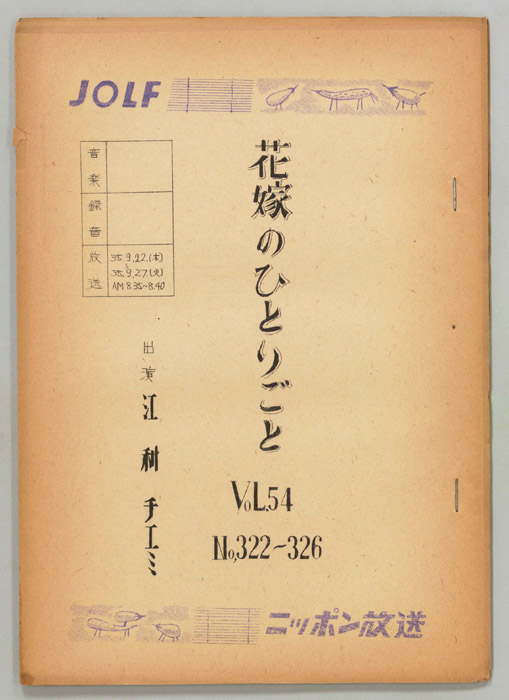 JOLF
花嫁のひとりごと
VoL.54
No,322~326
音楽
録音
放送
35.9.22.(木)
35.9.27.(火)
AM 8.35~8.40
出演 江利チエミ
ニッポン放送